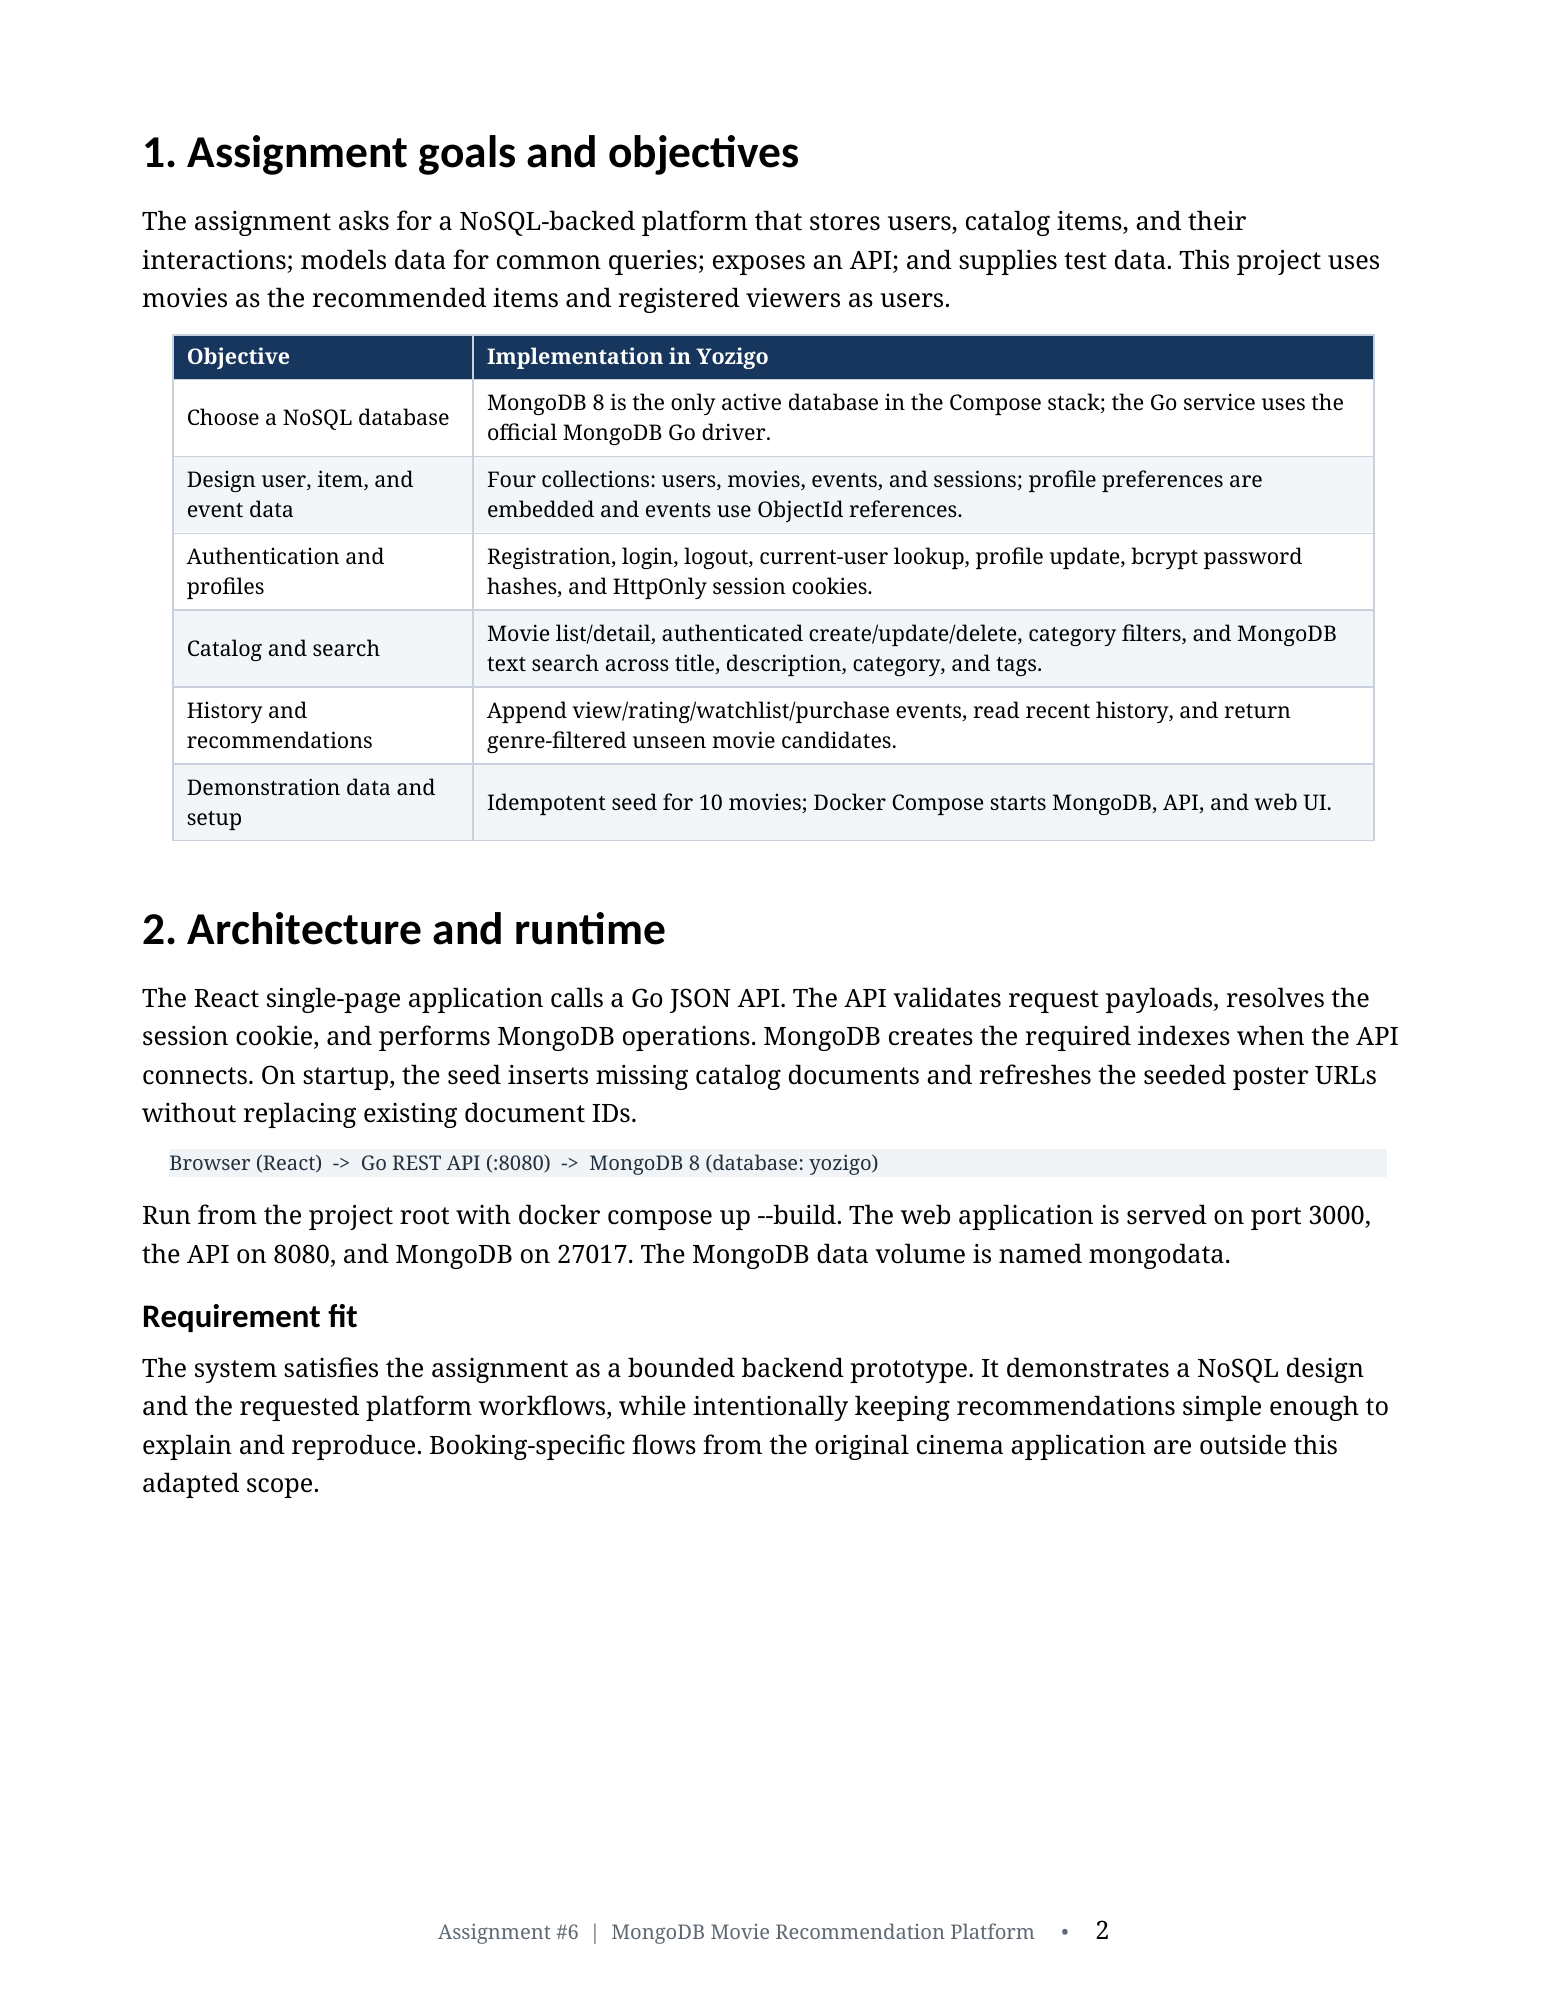 1. Assignment goals and objectives
The assignment asks for a NoSQL-backed platform that stores users, catalog items, and their
interactions; models data for common queries; exposes an API; and supplies test data. This project uses
movies as the recommended items and registered viewers as users.
Objective
Implementation in Yozigo
Choose a NoSQL database
MongoDB 8 is the only active database in the Compose stack; the Go service uses the
official MongoDB Go driver.
Design user, item, and
event data
Four collections: users, movies, events, and sessions; profile preferences are
embedded and events use ObjectId references.
Authentication and
profiles
Registration, login, logout, current-user lookup, profile update, bcrypt password
hashes, and HttpOnly session cookies.
Catalog and search
Movie list/detail, authenticated create/update/delete, category filters, and MongoDB
text search across title, description, category, and tags.
History and
recommendations
Append view/rating/watchlist/purchase events, read recent history, and return
genre-filtered unseen movie candidates.
Demonstration data and
setup
Idempotent seed for 10 movies; Docker Compose starts MongoDB, API, and web UI.
2. Architecture and runtime
The React single-page application calls a Go JSON API. The API validates request payloads, resolves the
session cookie, and performs MongoDB operations. MongoDB creates the required indexes when the API
connects. On startup, the seed inserts missing catalog documents and refreshes the seeded poster URLs
without replacing existing document IDs.
Browser (React) -> Go REST API (:8080) -> MongoDB 8 (database: yozigo)
Run from the project root with docker compose up --build. The web application is served on port 3000,
the API on 8080, and MongoDB on 27017. The MongoDB data volume is named mongodata.
Requirement fit
The system satisfies the assignment as a bounded backend prototype. It demonstrates a NoSQL design
and the requested platform workflows, while intentionally keeping recommendations simple enough to
explain and reproduce. Booking-specific flows from the original cinema application are outside this
adapted scope.
Assignment #6 | MongoDB Movie Recommendation Platform • 2